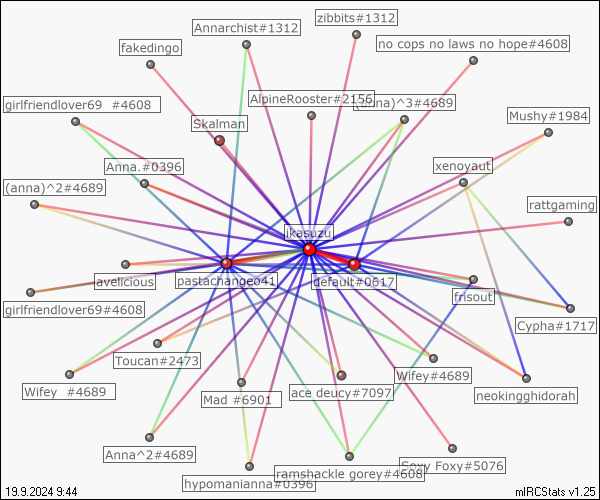 zibbits#1312
Annarchist#1312
no cops no laws no hope#4608
fakedingo
AlpineRooster#2156
girlfriendlover69 #4608
(anna)^3#4689
Mushy#1984
Skalman
Anna.#0396
xenoyaut
(anna)^2#4689
rattgaming
ikasuzu
avelicious
pastachangeo41
default#0617
frisout
girlfriendlover69#4608
Cypha#1717
Toucan#2473
Wifey #4689
Wifey#4689
neokingghidorah
Mad #6901
ace deucy#7097
Anna^2#4689
hypomanianna#0396
ramshackle gorey#4608
Soxy Foxy#5076
19.9.2024 9:44
mIRCStats v1.25